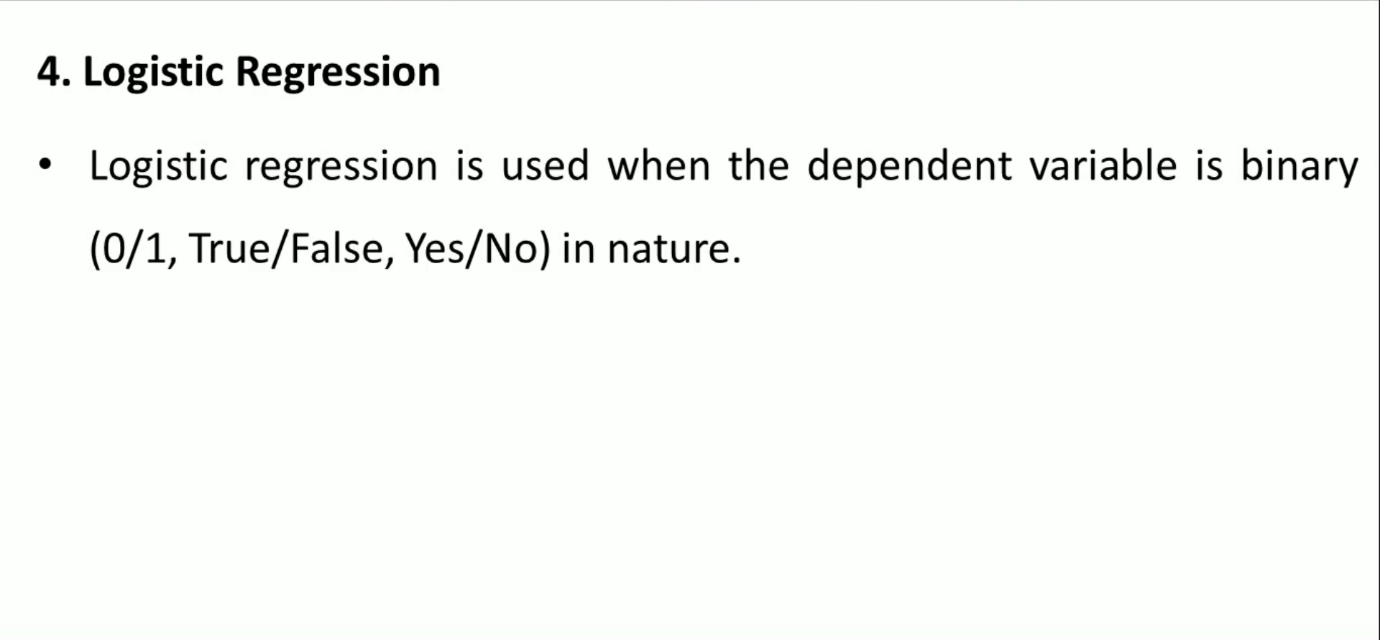 4. Logistic Regression
• Logistic regression is used when the dependent variable is binary
(0/1, True/False, Yes/No) in nature.